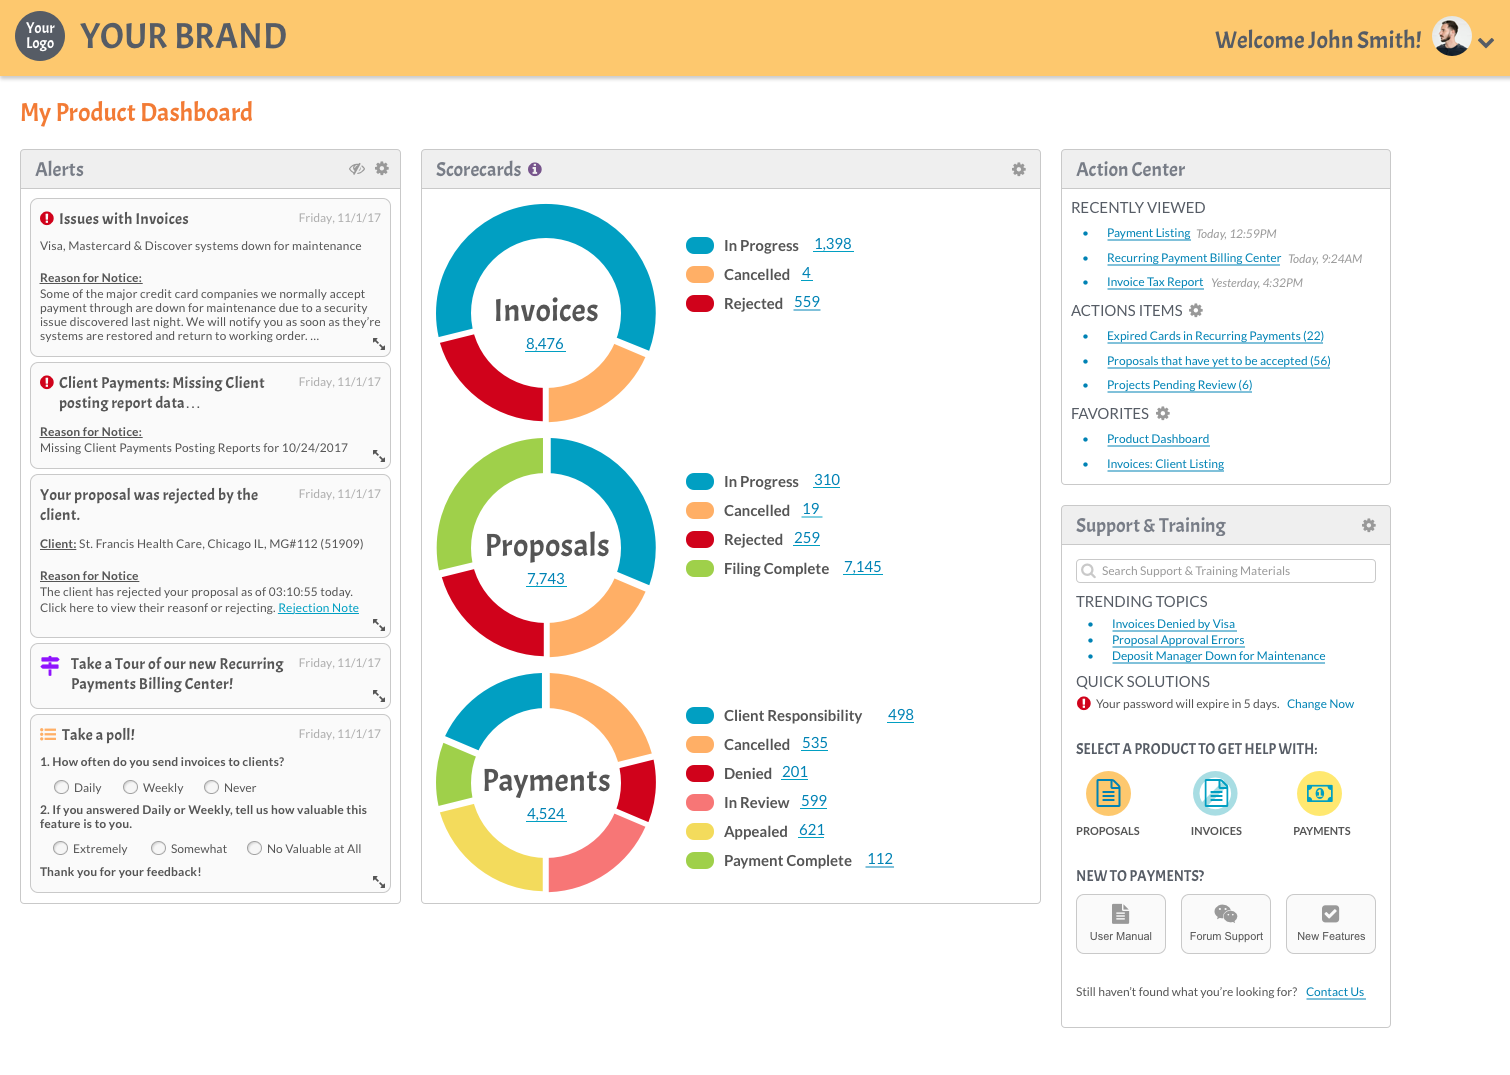 Your
Logo
YOUR BRAND
Welcome John Smith!
My Product Dashboard
Alerts
Issues with Invoices
Friday, 11/1/17
Visa, Mastercard & Discover systems down for maintenance
Reason for Notice:
Some of the major credit card companies we normally accept
payment through are down for maintenance due to a security
issue discovered last night. We will notify you as soon as they're
systems are restored and return to working order. ...
Client Payments: Missing Client
posting report data...
Friday, 11/1/17
Reason for Notice:
Missing Client Payments Posting Reports for 10/24/2017
Your proposal was rejected by the
client.
Friday, 11/1/17
Client: St. Francis Health Care, Chicago IL, MG#112 (51909)
Reason for Notice
The client has rejected your proposal as of 03:10:55 today.
Click here to view their reasonf or rejecting. Rejection Note
Take a Tour of our new Recurring
Payments Billing Center!
Friday, 11/1/17
Take a poll!
Friday, 11/1/17
1. How often do you send invoices to clients?
Daily Weekly Never
2. If you answered Daily or Weekly, tell us how valuable this
feature is to you.
Extremely Somewhat No Valuable at All
Thank you for your feedback!
Scorecards
Invoices
8,476
In Progress 1,398
Cancelled 4
Rejected 559
Proposals
7,743
In Progress 310
Cancelled 19
Rejected 259
Filing Complete 7,145
Payments
4,524
Client Responsibility 498
Cancelled 535
Denied 201
In Review 599
Appealed 621
Payment Complete 112
Action Center
RECENTLY VIEWED
• Payment Listing Today, 12:59PM
• Recurring Payment Billing Center Today, 9:24AM
• Invoice Tax Report Yesterday, 4:32PM
ACTIONS ITEMS
• Expired Cards in Recurring Payments (22)
• Proposals that have yet to be accepted (56)
• Projects Pending Review (6)
FAVORITES
• Product Dashboard
• Invoices: Client Listing
Support & Training
Search Support & Training Materials
TRENDING TOPICS
• Invoices Denied by Visa
• Proposal Approval Errors
• Deposit Manager Down for Maintenance
QUICK SOLUTIONS
Your password will expire in 5 days. Change Now
SELECT A PRODUCT TO GET HELP WITH:
PROPOSALS INVOICES PAYMENTS
NEW TO PAYMENTS?
User Manual Forum Support New Features
Still haven't found what you're looking for? Contact Us